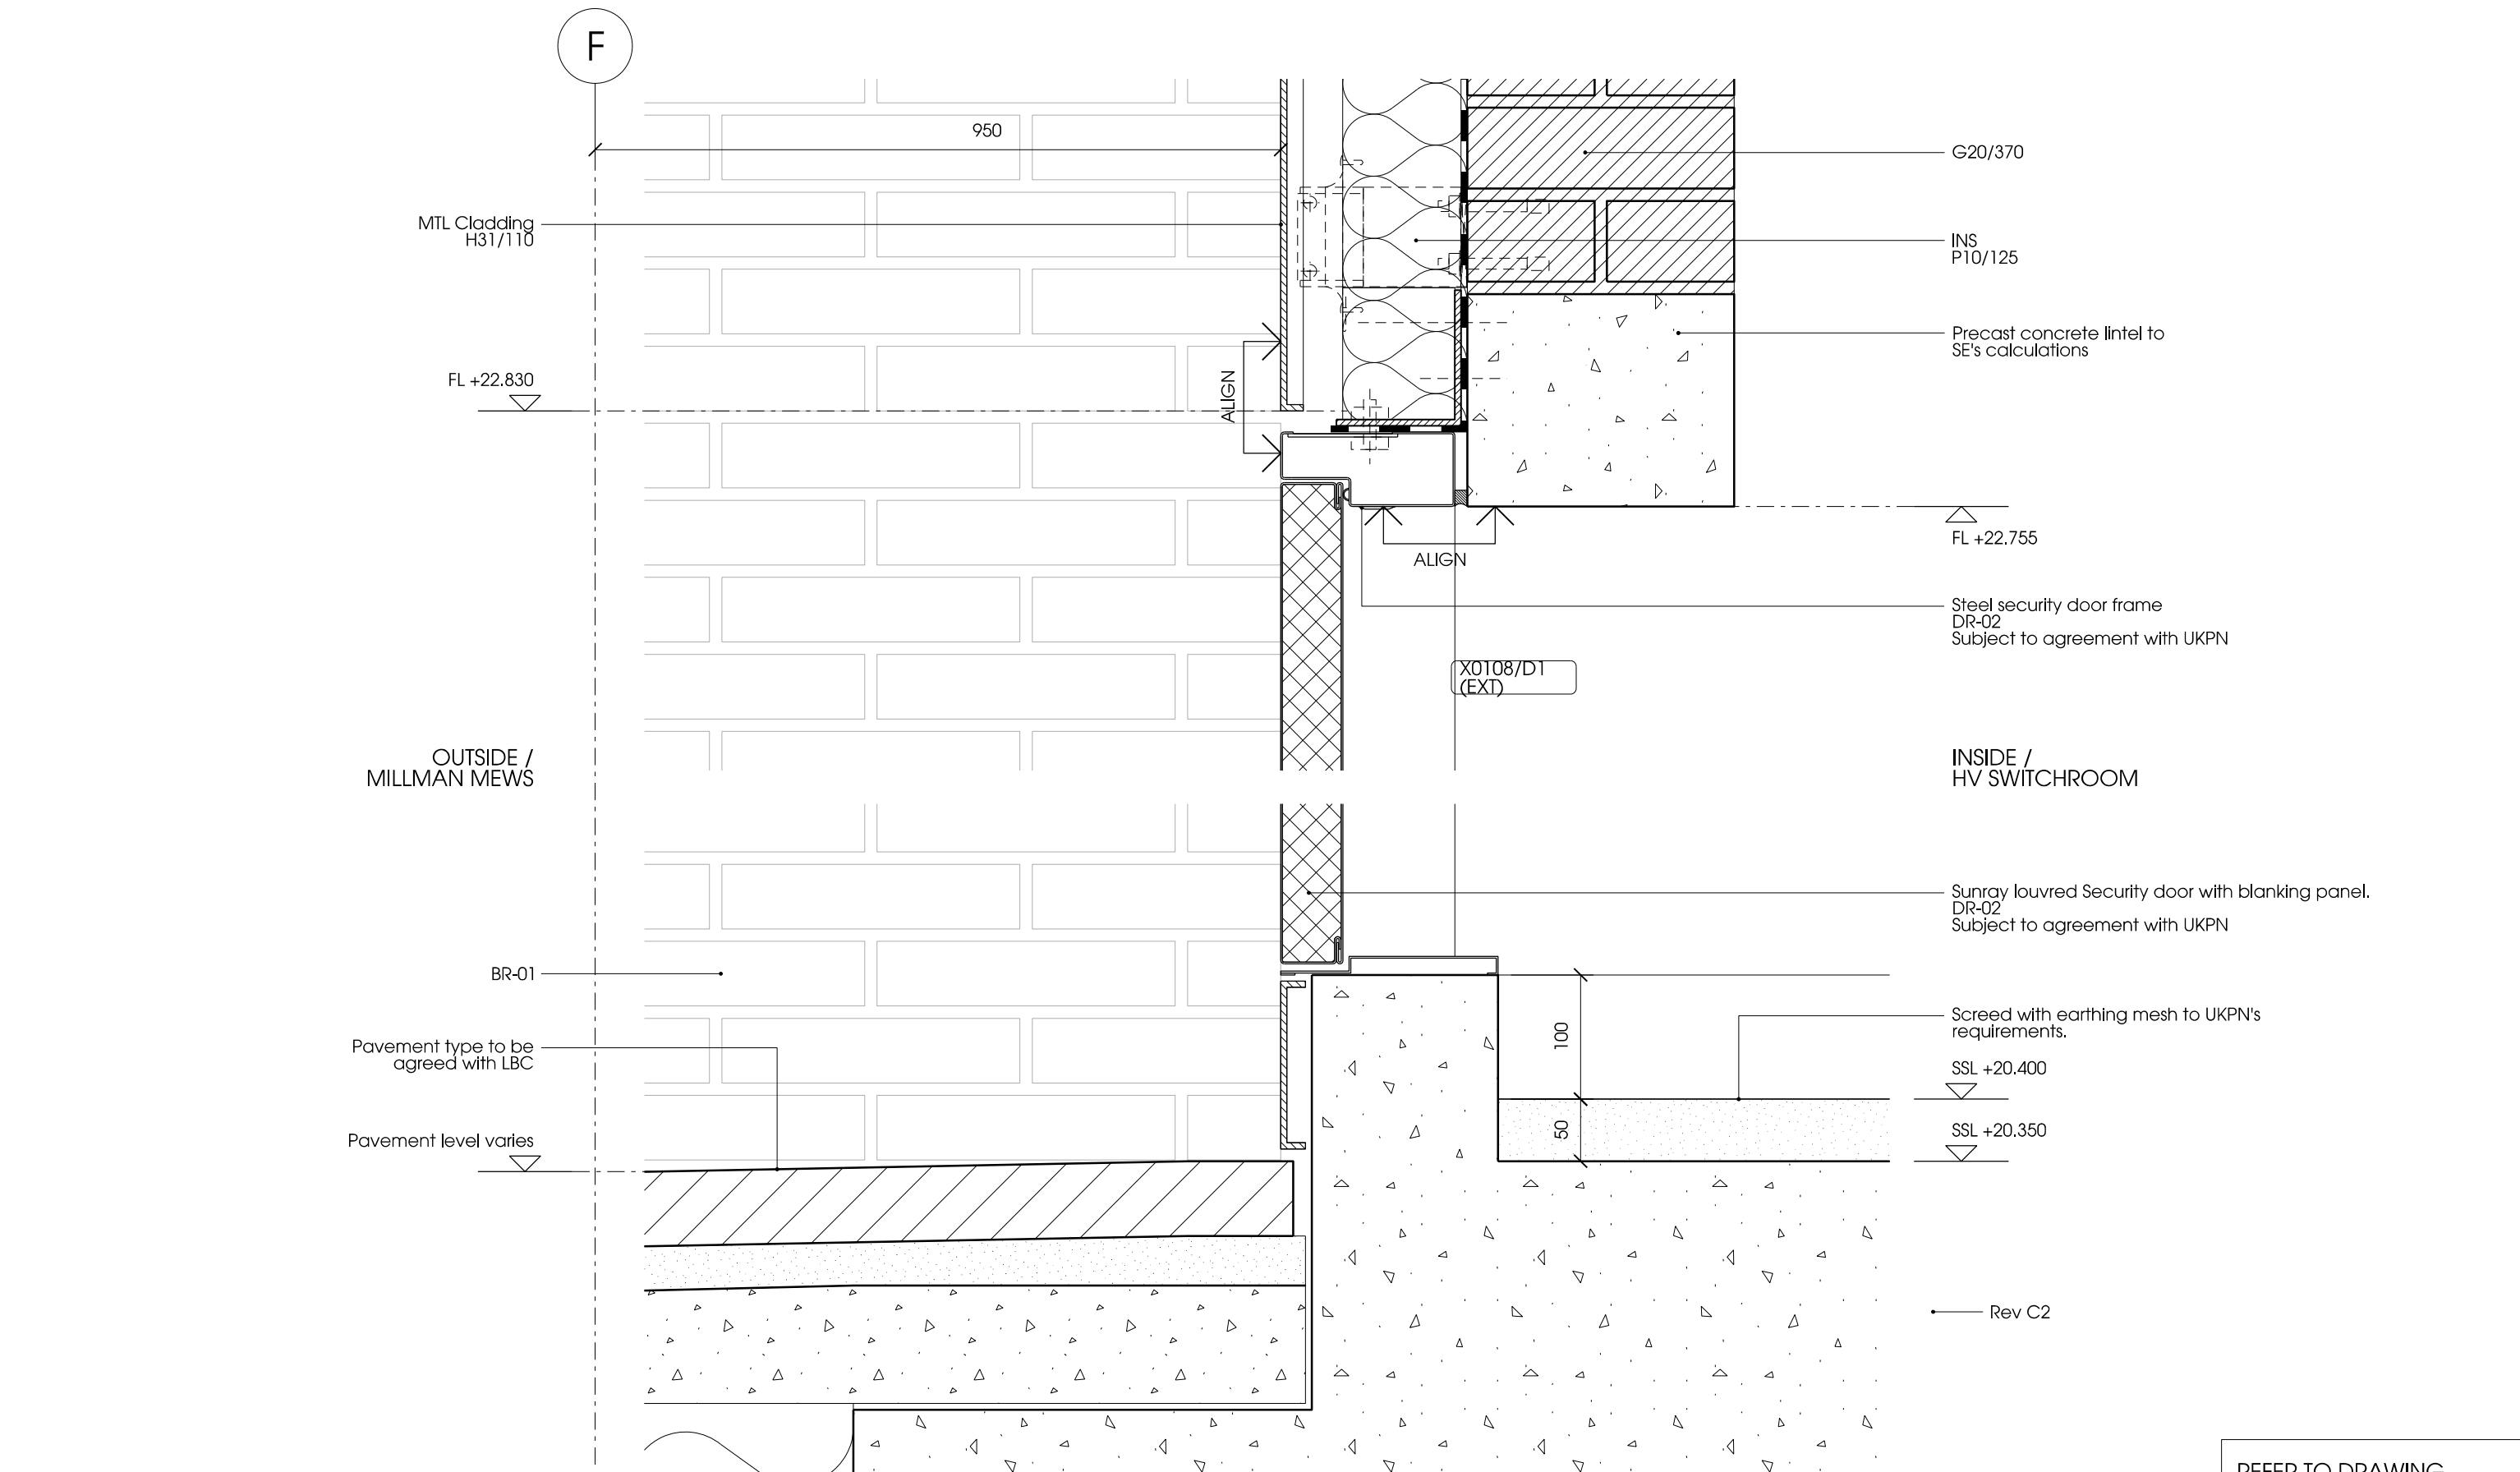 F
950
G20/370
MTL Cladding
H31/110
INS
P10/125
Precast concrete lintel to
SE's calculations
FL +22.830
ALIGN
ALIGN
FL +22.755
Steel security door frame
DR-02
Subject to agreement with UKPN
X0108/D1
(EXT)
OUTSIDE /
MILLMAN MEWS
INSIDE /
HV SWITCHROOM
Sunray louvred Security door with blanking panel.
DR-02
Subject to agreement with UKPN
BR-01
Screed with earthing mesh to UKPN's
requirements.
100
Pavement type to be
agreed with LBC
SSL +20.400
50
SSL +20.350
Pavement level varies
Rev C2
REFER TO DRAWING